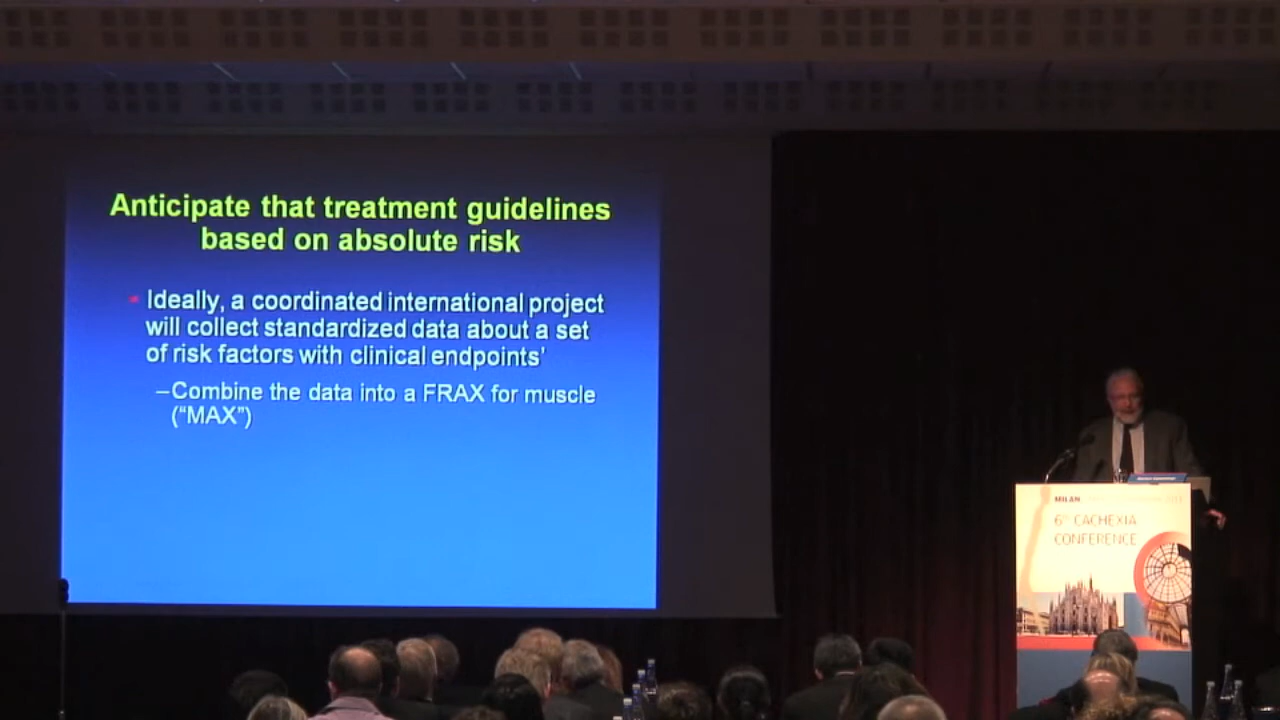 Anticipate that treatment guidelines
based on absolute risk
Ideally, a coordinated international project
will collect standardized data about a set
of risk factors with clinical endpoints'
–Combine the data into a FRAX for muscle
("MAX")
MILAN
6th CACHEXIA
CONFERENCE